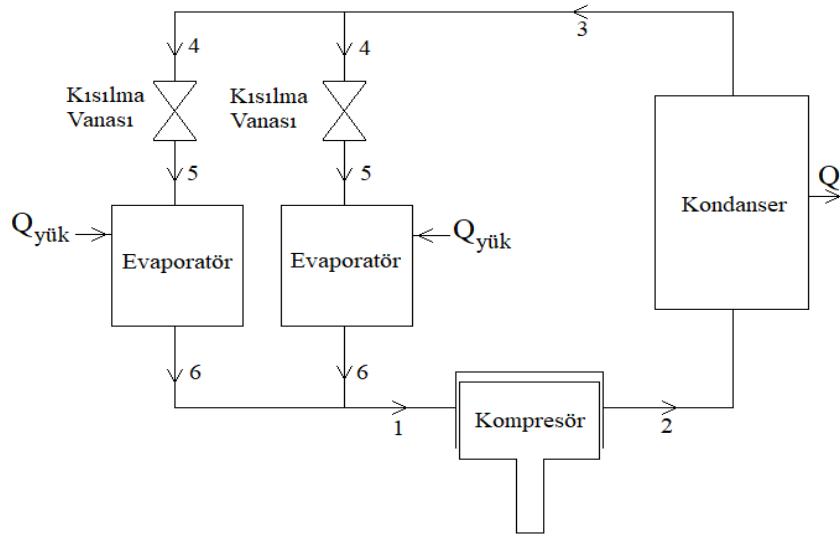 3
4
4
Kısılma
Vanası
Kısılma
Vanası
5
5
Q
Kondanser
Qyük
Evaporatör
Evaporatör
Qyük
6
6
1
Kompresör
2